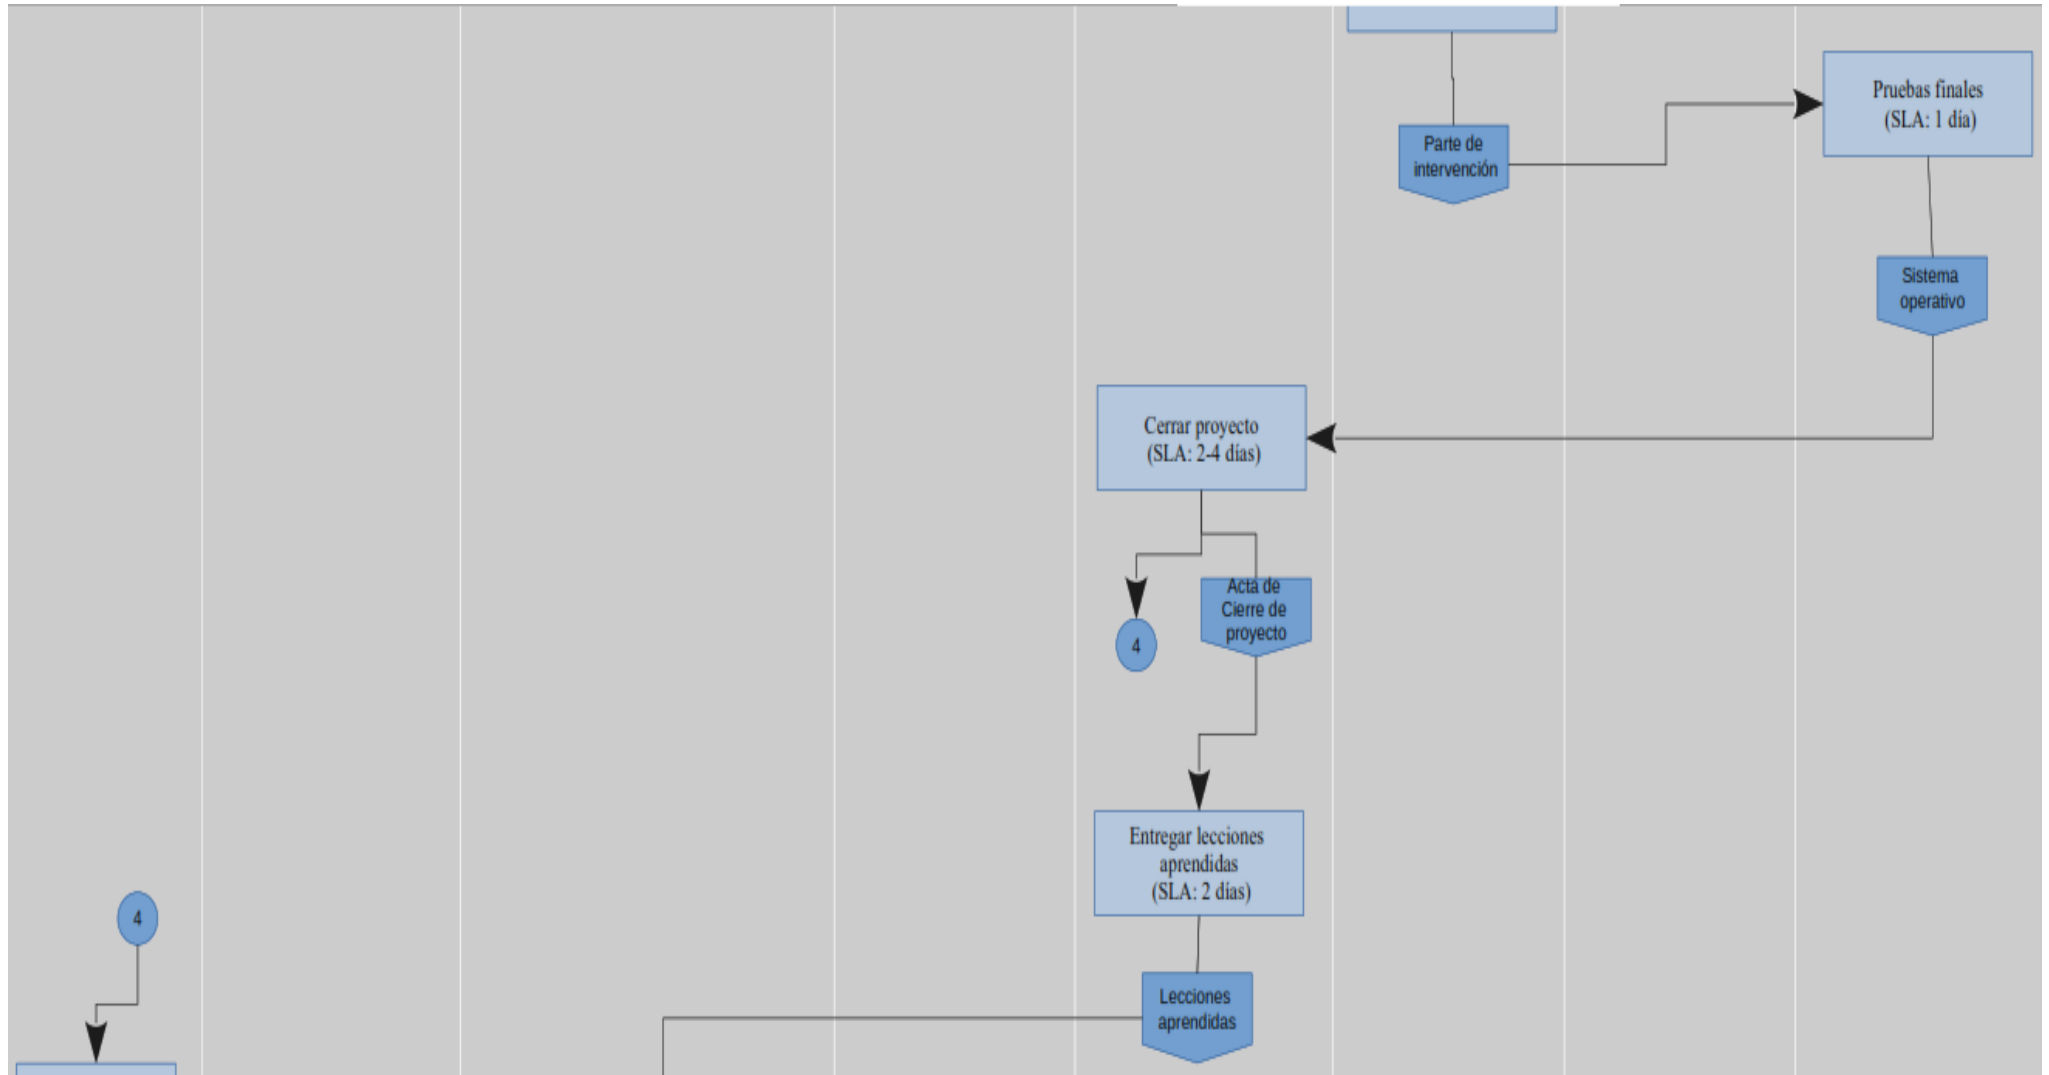 Pruebas finales
(SLA: 1 día)
Parte de
intervención
Sistema
operativo
Cerrar proyecto
(SLA: 2-4 días)
4
Acta de
Cierre de
proyecto
Entregar lecciones
aprendidas
(SLA: 2 días)
4
Lecciones
aprendidas